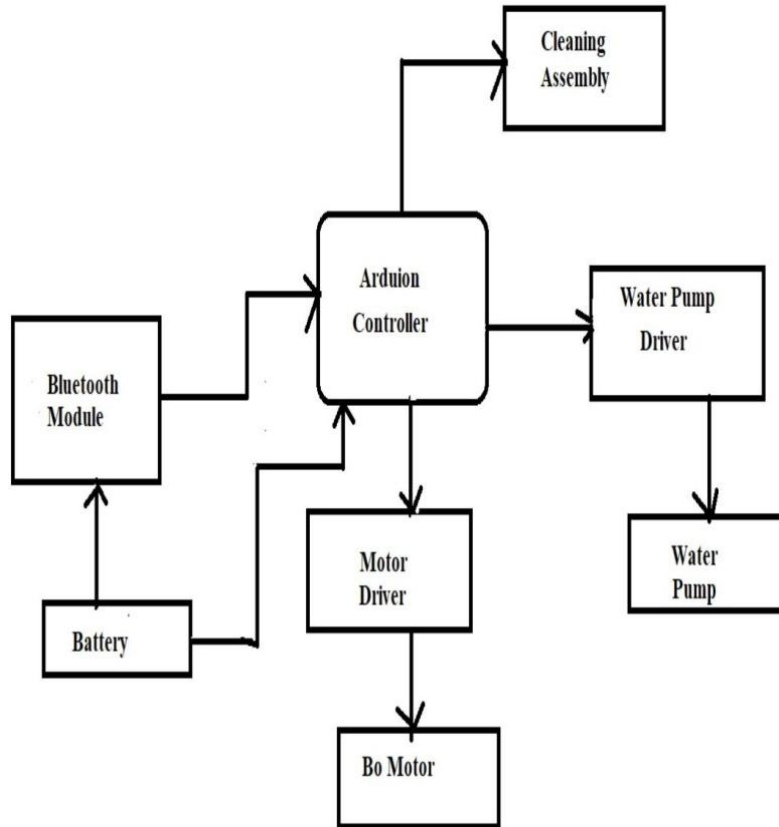 Cleaning
Assembly
Arduion
Controller
Water Pump
Driver
Bluetooth
Module
Motor
Driver
Water
Pump
Battery
Bo Motor